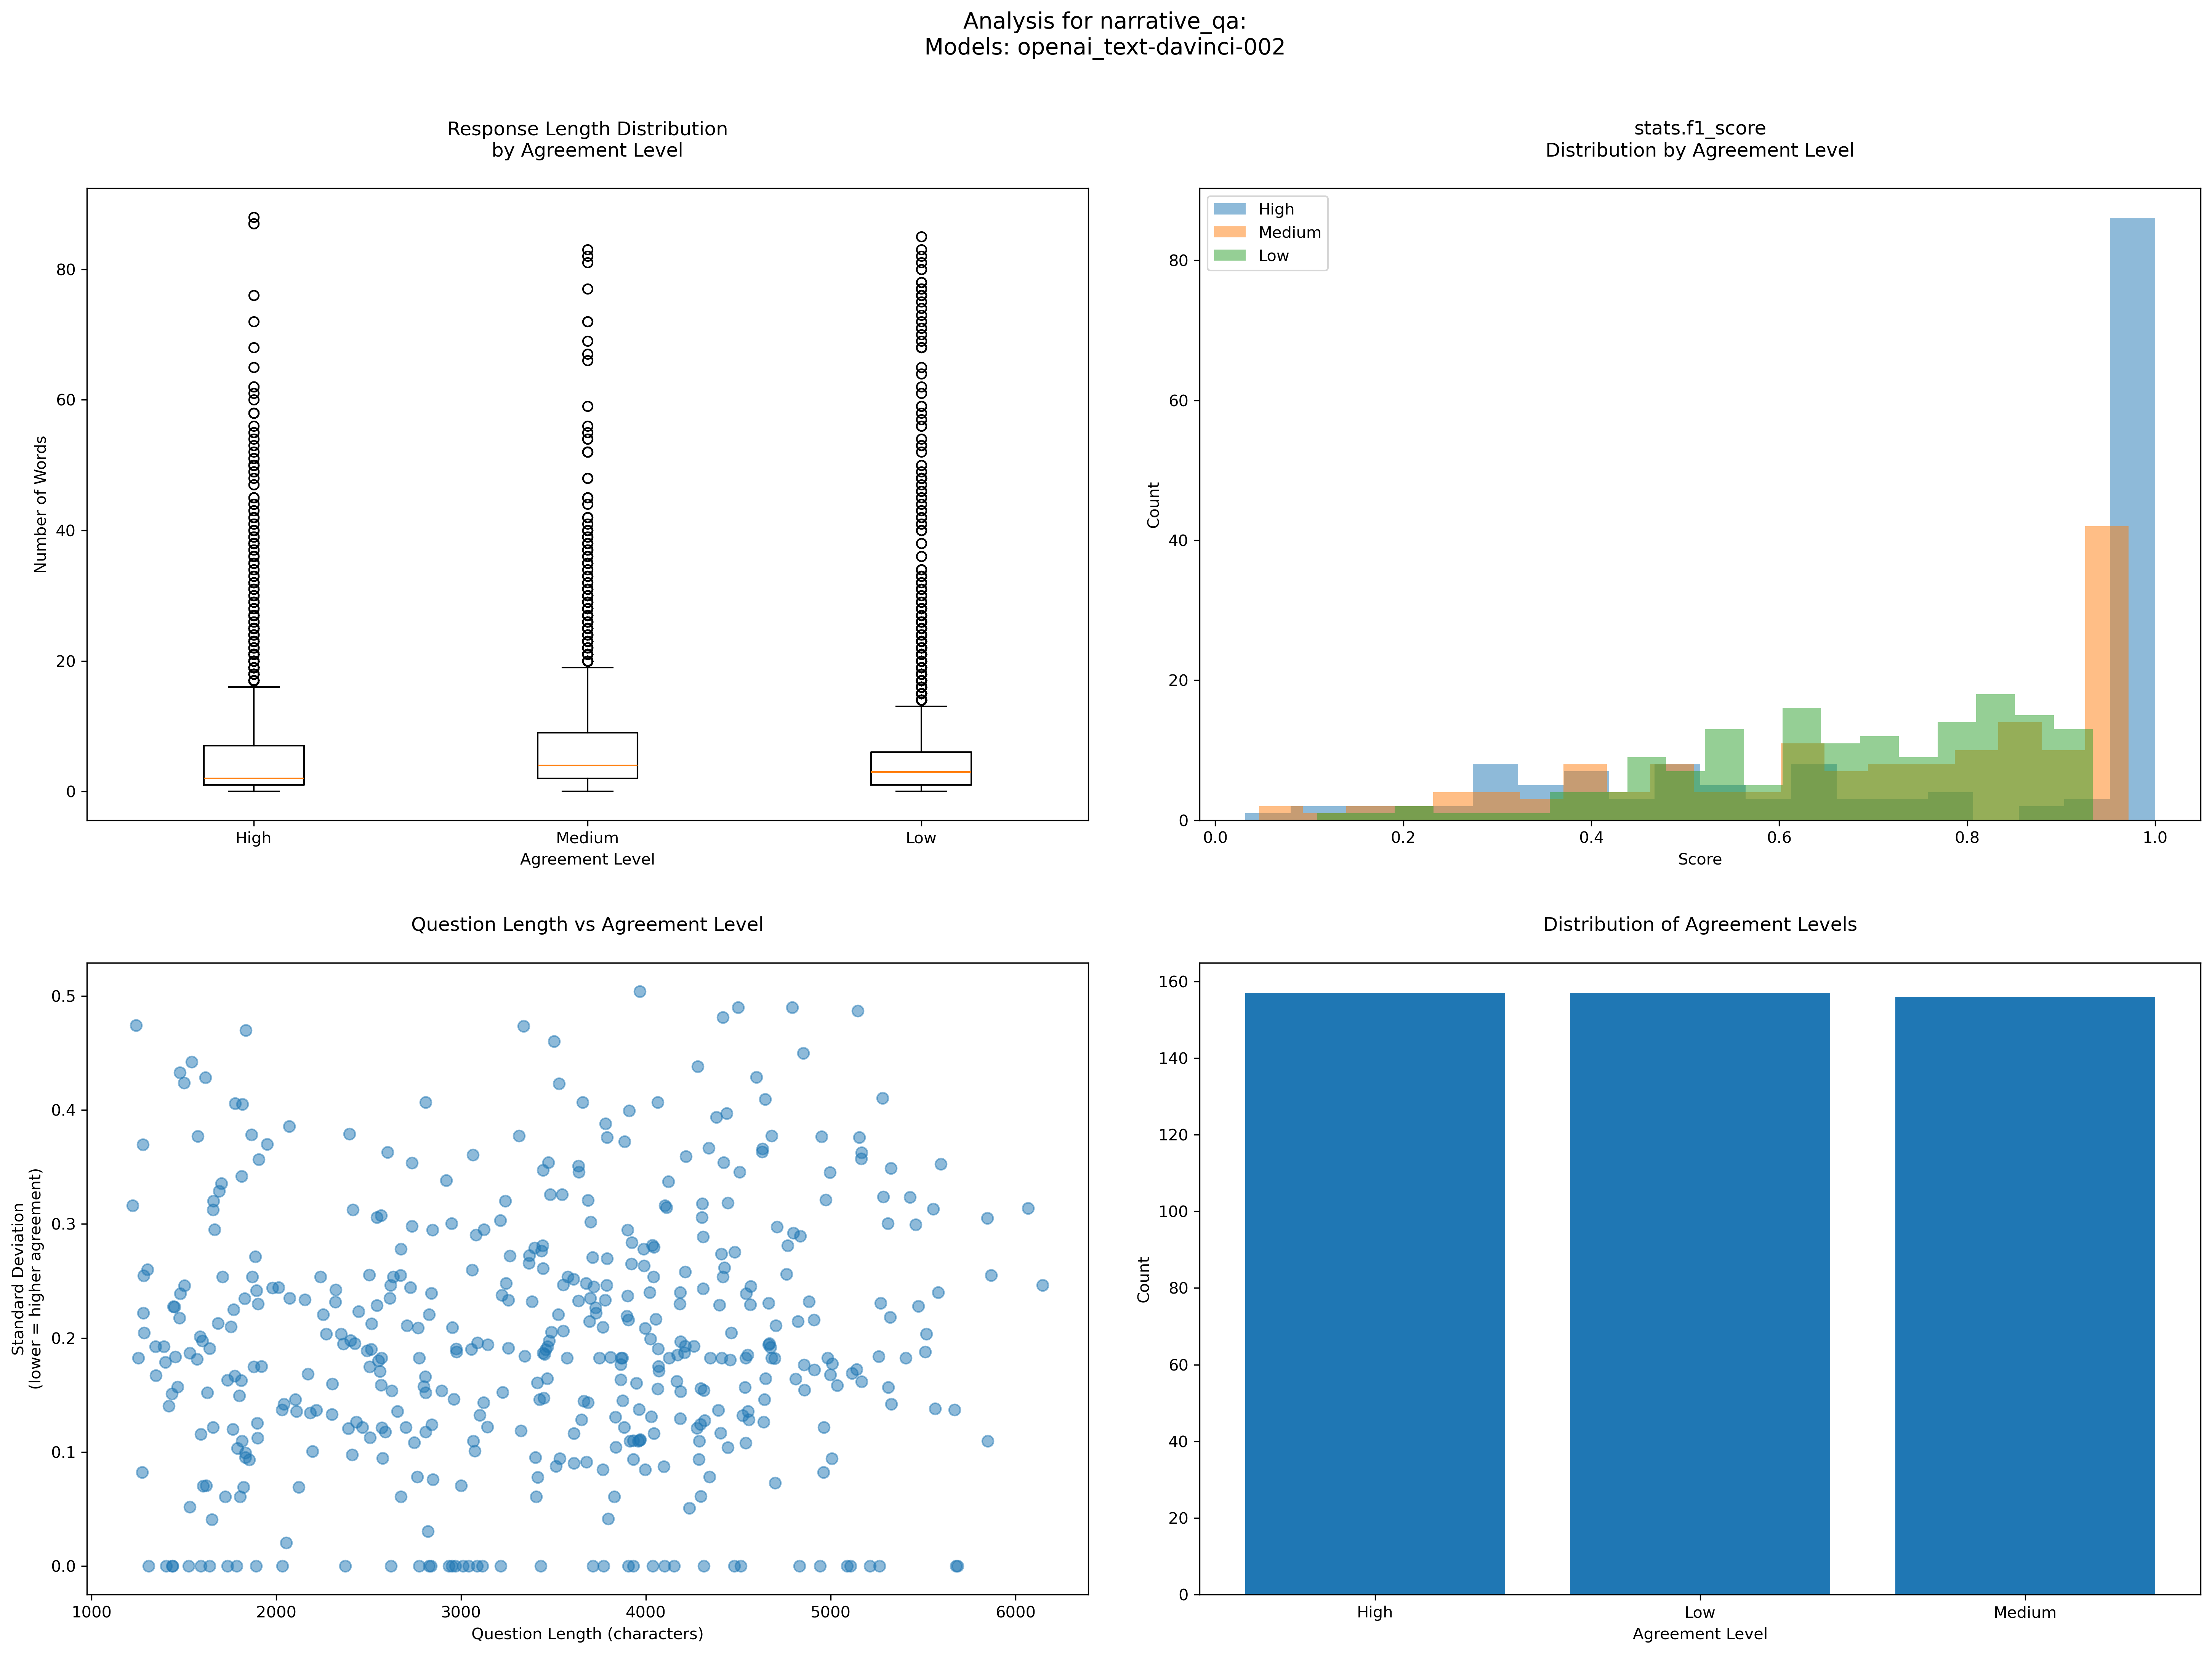 Analysis for narrative_qa:
Models: openai_text-davinci-002
Response Length Distribution
by Agreement Level
Number of Words
80
60
40
20
0
High
Medium
Low
Agreement Level
stats.f1_score
Distribution by Agreement Level
High
Medium
Low
Count
80
60
40
20
0
0.0
0.2
0.4
0.6
0.8
1.0
Score
Question Length vs Agreement Level
Standard Deviation
(lower = higher agreement)
0.5
0.4
0.3
0.2
0.1
0.0
1000
2000
3000
4000
5000
6000
Question Length (characters)
Distribution of Agreement Levels
Count
160
140
120
100
80
60
40
20
0
High
Low
Medium
Agreement Level